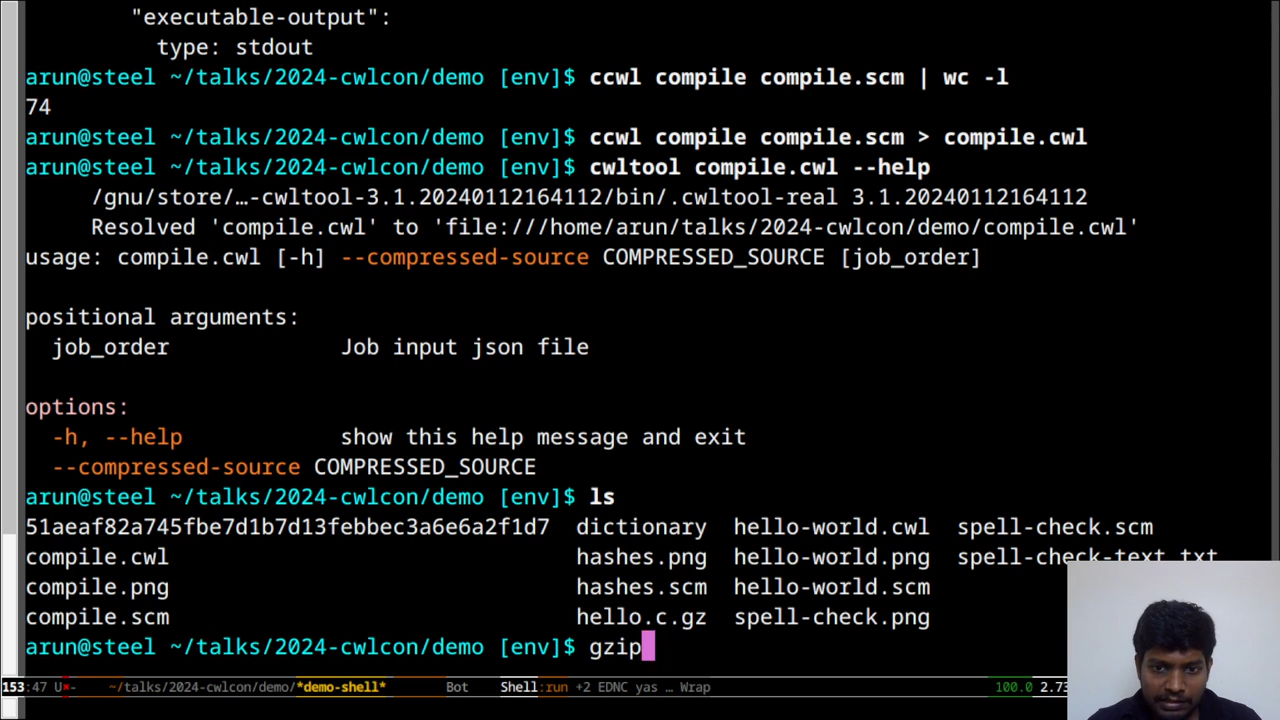 "executable-output":
type: stdout
arun@steel ~/talks/2024-cwlcon/demo [env]$ ccwl compile compile.scm | wc -l
74
arun@steel ~/talks/2024-cwlcon/demo [env]$ ccwl compile compile.scm > compile.cwl
arun@steel ~/talks/2024-cwlcon/demo [env]$ cwltool compile.cwl --help
/gnu/store/…-cwltool-3.1.20240112164112/bin/.cwltool-real 3.1.20240112164112
Resolved 'compile.cwl' to 'file:///home/arun/talks/2024-cwlcon/demo/compile.cwl'
usage: compile.cwl [-h] --compressed-source COMPRESSED_SOURCE [job_order]
positional arguments:
job_order Job input json file
options:
-h, --help show this help message and exit
--compressed-source COMPRESSED_SOURCE
arun@steel ~/talks/2024-cwlcon/demo [env]$ ls
51aeaf82a745fbe7d1b7d13febbec3a6e6a2f1d7 dictionary hello-world.cwl spell-check.scm
compile.cwl hashes.png hello-world.png spell-check-text.txt
compile.png hashes.scm hello-world.scm
compile.scm hello.c.gz spell-check.png
arun@steel ~/talks/2024-cwlcon/demo [env]$ gzip
153:47 U✖- ~/talks/2024-cwlcon/demo/*demo-shell* Bot Shell:run +2 EDNC yas … Wrap 100.0 2.73